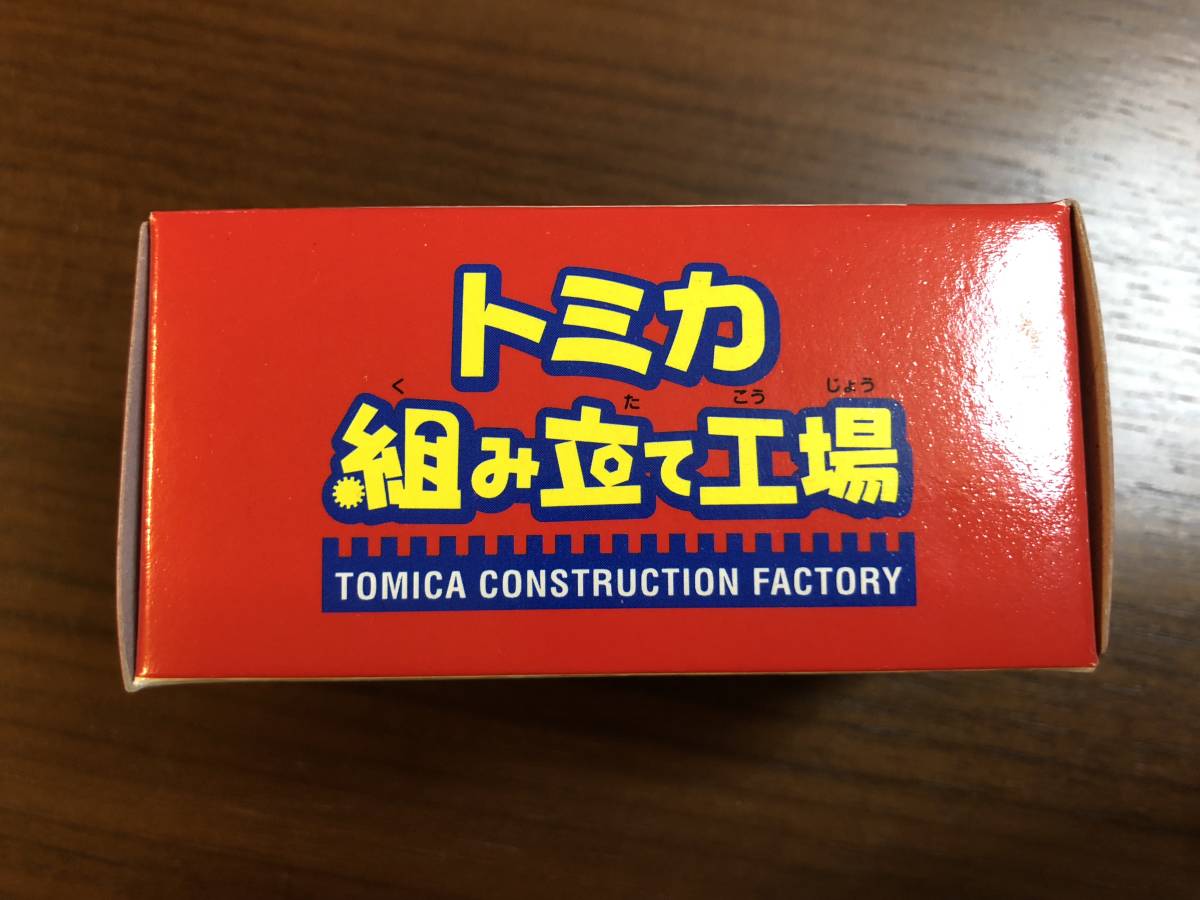 トミカ
く た こう じょう
組み立て工場
TOMICA CONSTRUCTION FACTORY